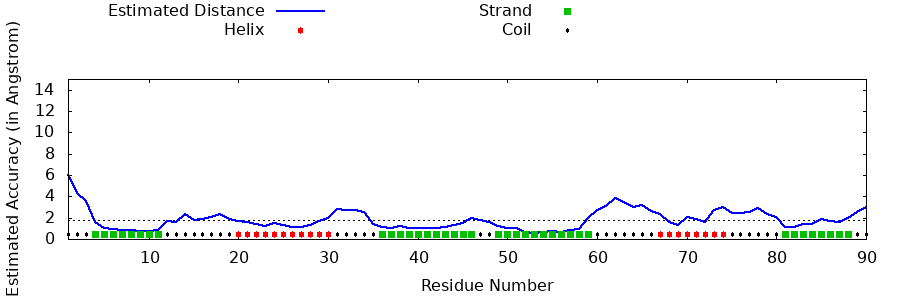 Estimated Distance
Strand
Helix
Coil
Estimated Accuracy (in Angstrom)
14
12
10
8
6
4
2
0
10 20 30 40 50 60 70 80 90
Residue Number